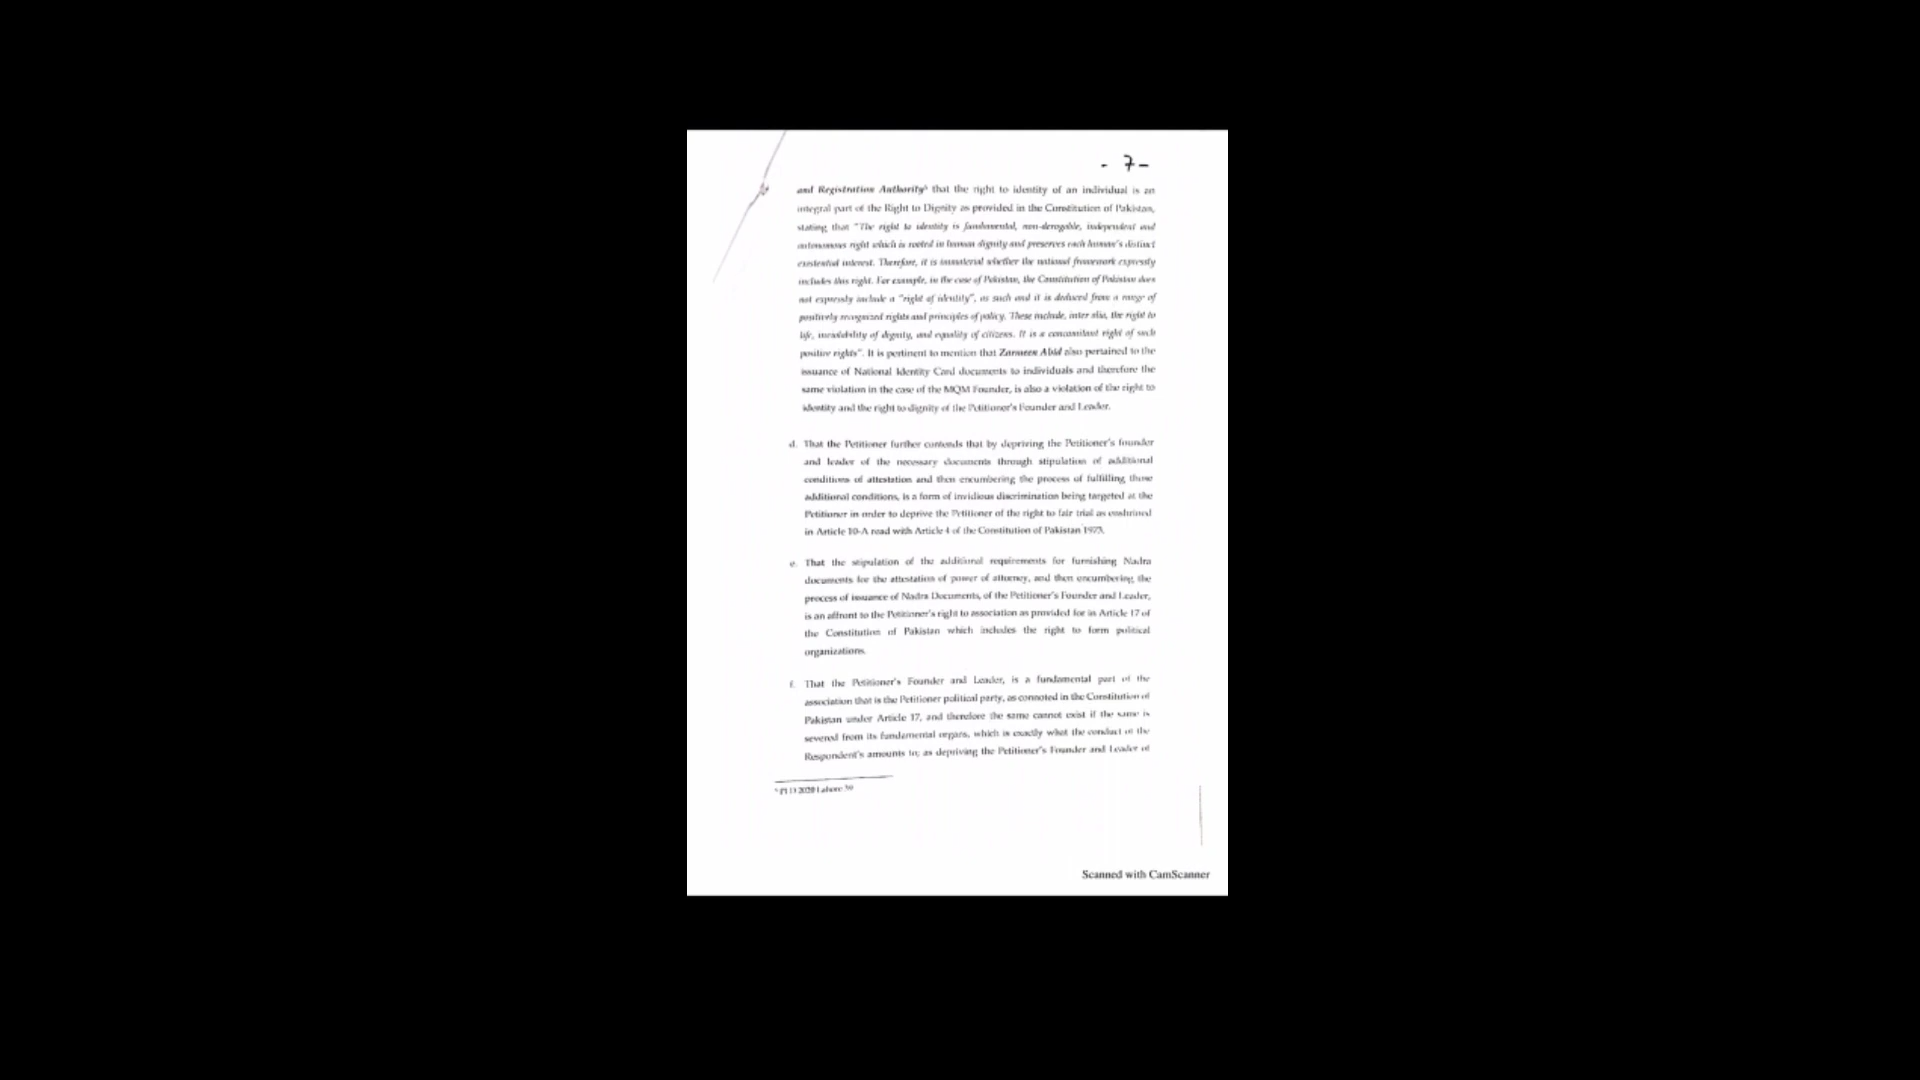 - 7 -
and Registration Authority⁶ that the right to identity of an individual is an
integral part of the Right to Dignity as provided in the Constitution of Pakistan,
stating that "The right to identity is fundamental, non-derogable, independent and
autonomous right which is rooted in human dignity and preserves each human's distinct
existential interest. Therefore, it is immaterial whether the national framework expressly
includes this right. For example, in the case of Pakistan, the Constitution of Pakistan does
not expressly include a "right of identity", as such and it is deduced from a range of
positively recognized rights and principles of policy. These include, inter alia, the right to
life, inviolability of dignity, and equality of citizens. It is a concomitant right of such
positive rights". It is pertinent to mention that Zarmeen Abid also pertained to the
issuance of National Identity Card documents to individuals and therefore the
same violation in the case of the MQM Founder, is also a violation of the right to
identity and the right to dignity of the Petitioner's Founder and Leader.
d. That the Petitioner further contends that by depriving the Petitioner's founder
and leader of the necessary documents through stipulation of additional
conditions of attestation and then encumbering the process of fulfilling those
additional conditions, is a form of invidious discrimination being targeted at the
Petitioner in order to deprive the Petitioner of the right to fair trial as enshrined
in Article 10-A read with Article 4 of the Constitution of Pakistan 1973.
e. That the stipulation of the additional requirements for furnishing Nadra
documents for the attestation of power of attorney, and then encumbering the
process of issuance of Nadra Documents, of the Petitioner's Founder and Leader,
is an affront to the Petitioner's right to association as provided for in Article 17 of
the Constitution of Pakistan which includes the right to form political
organizations.
f. That the Petitioner's Founder and Leader, is a fundamental part of the
association that is the Petitioner political party, as connoted in the Constitution of
Pakistan under Article 17, and therefore the same cannot exist if the same is
severed from its fundamental organs, which is exactly what the conduct of the
Respondent's amounts to; as depriving the Petitioner's Founder and Leader of
PLD 2020 Lahore
Scanned with CamScanner